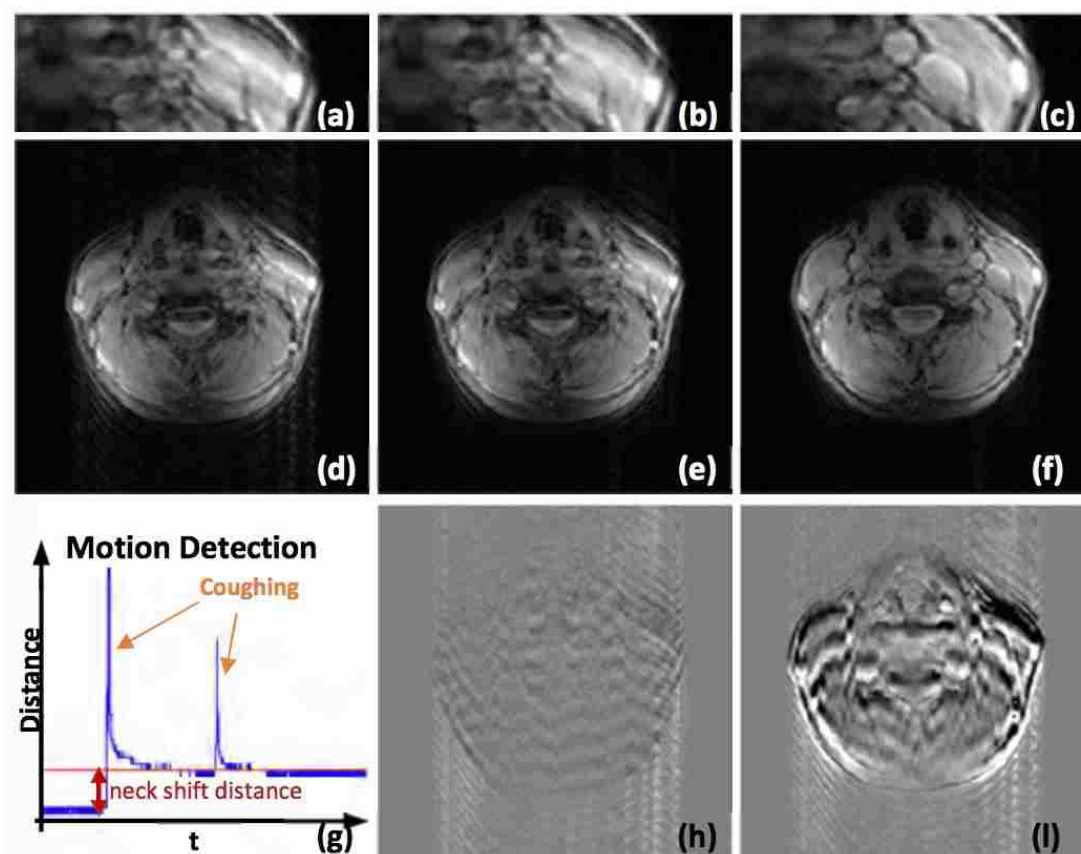 (a)
(b)
(c)
(d)
(e)
(f)
Motion Detection
Coughing
Distance
neck shift distance
t
(g)
(h)
(l)